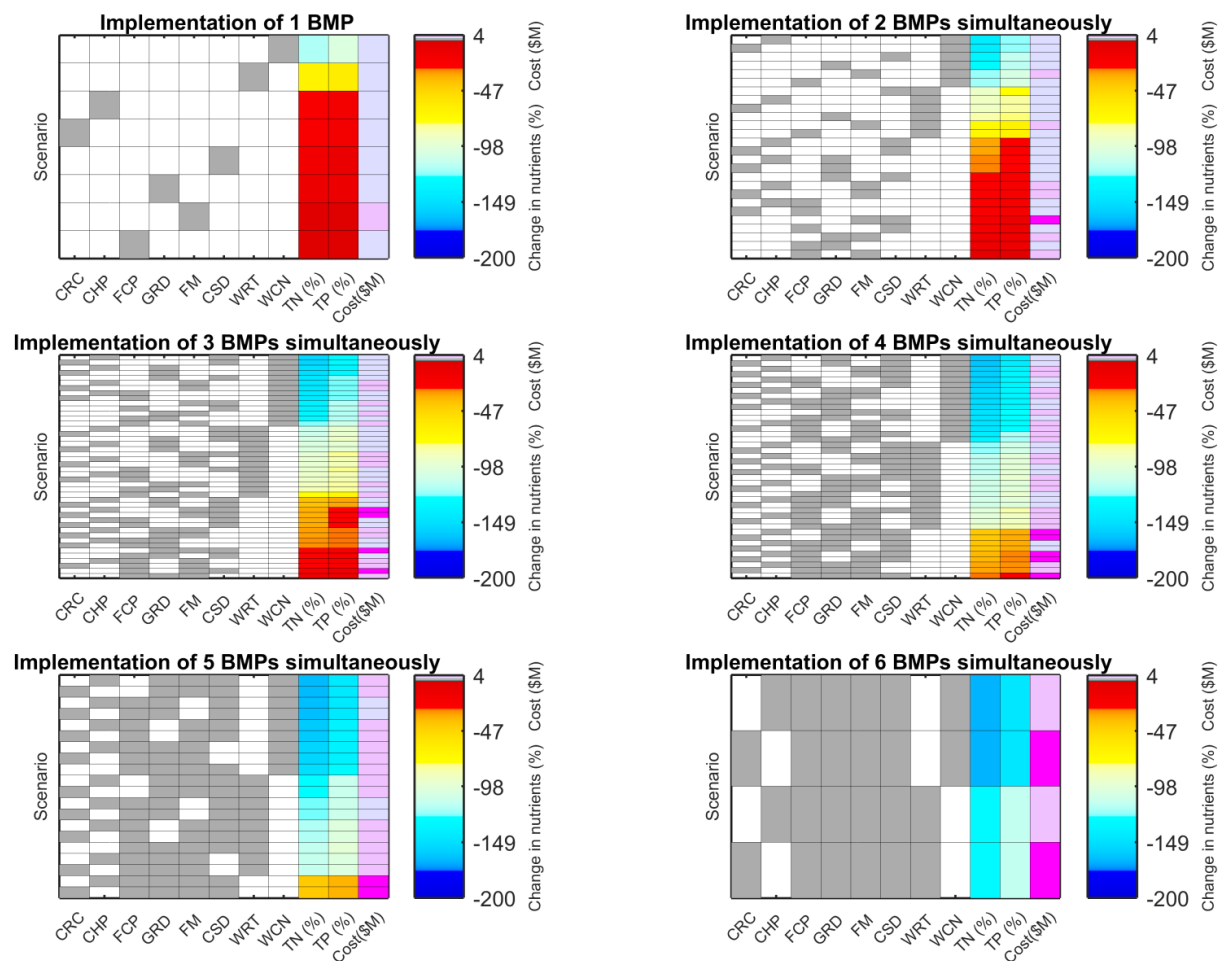 Implementation of 1 BMP
Scenario
CRC
CHP
FCP
GRD
FM
CSD
WRT
WCN
TN (%)
TP (%)
Cost($M)
4
-47
-98
-149
-200
Change in nutrients (%) Cost ($M)
Implementation of 2 BMPs simultaneously
Scenario
CRC
CHP
FCP
GRD
FM
CSD
WRT
WCN
TN (%)
TP (%)
Cost($M)
4
-47
-98
-149
-200
Change in nutrients (%) Cost ($M)
Implementation of 3 BMPs simultaneously
Scenario
CRC
CHP
FCP
GRD
FM
CSD
WRT
WCN
TN (%)
TP (%)
Cost($M)
4
-47
-98
-149
-200
Change in nutrients (%) Cost ($M)
Implementation of 4 BMPs simultaneously
Scenario
CRC
CHP
FCP
GRD
FM
CSD
WRT
WCN
TN (%)
TP (%)
Cost($M)
4
-47
-98
-149
-200
Change in nutrients (%) Cost ($M)
Implementation of 5 BMPs simultaneously
Scenario
CRC
CHP
FCP
GRD
FM
CSD
WRT
WCN
TN (%)
TP (%)
Cost($M)
4
-47
-98
-149
-200
Change in nutrients (%) Cost ($M)
Implementation of 6 BMPs simultaneously
Scenario
CRC
CHP
FCP
GRD
FM
CSD
WRT
WCN
TN (%)
TP (%)
Cost($M)
4
-47
-98
-149
-200
Change in nutrients (%) Cost ($M)